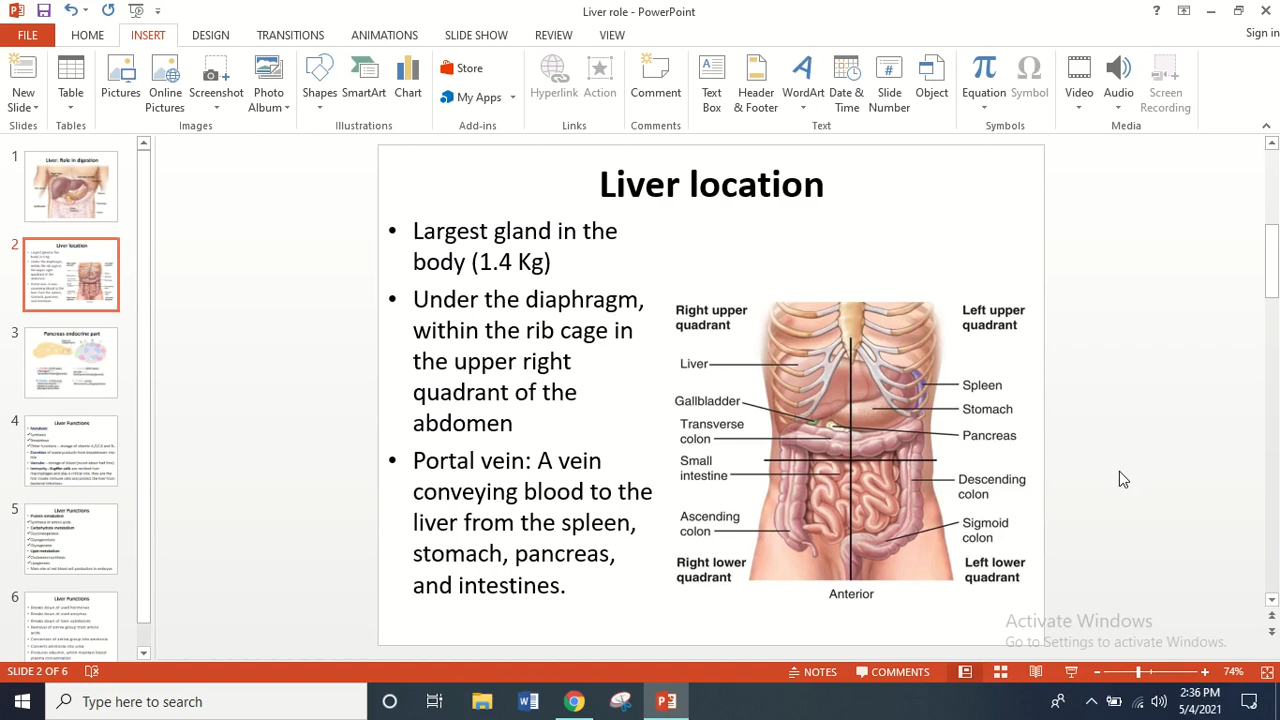 Liver role - PowerPoint
?
FILE HOME INSERT DESIGN TRANSITIONS ANIMATIONS SLIDE SHOW REVIEW VIEW
Sign in
New Slide
Table
Pictures
Online Pictures
Screenshot
Photo Album
Shapes
SmartArt
Chart
Store
My Apps
Hyperlink
Action
Comment
Text Box
Header & Footer
WordArt
Date & Time
Slide Number
Object
Equation
Symbol
Video
Audio
Screen Recording
Slides Tables Images Illustrations Add-ins Links Comments Text Symbols Media
1
Liver: Role in digestion
2
Liver location
3
Pancreas endocrine part
4
Liver Functions
5
Liver Functions
6
Liver Functions
Liver location
• Largest gland in the
body (1.4 Kg)
• Under the diaphragm,
within the rib cage in
the upper right
quadrant of the
abdomen
• Portal vein: A vein
conveying blood to the
liver from the spleen,
stomach, pancreas,
and intestines.
Right upper
quadrant
Left upper
quadrant
Liver
Gallbladder
Transverse
colon
Small
intestine
Ascending
colon
Right lower
quadrant
Spleen
Stomach
Pancreas
Descending
colon
Sigmoid
colon
Left lower
quadrant
Anterior
Activate Windows
Go to Settings to activate Windows.
SLIDE 2 OF 6
NOTES COMMENTS 74%
Type here to search
2:36 PM
5/4/2021